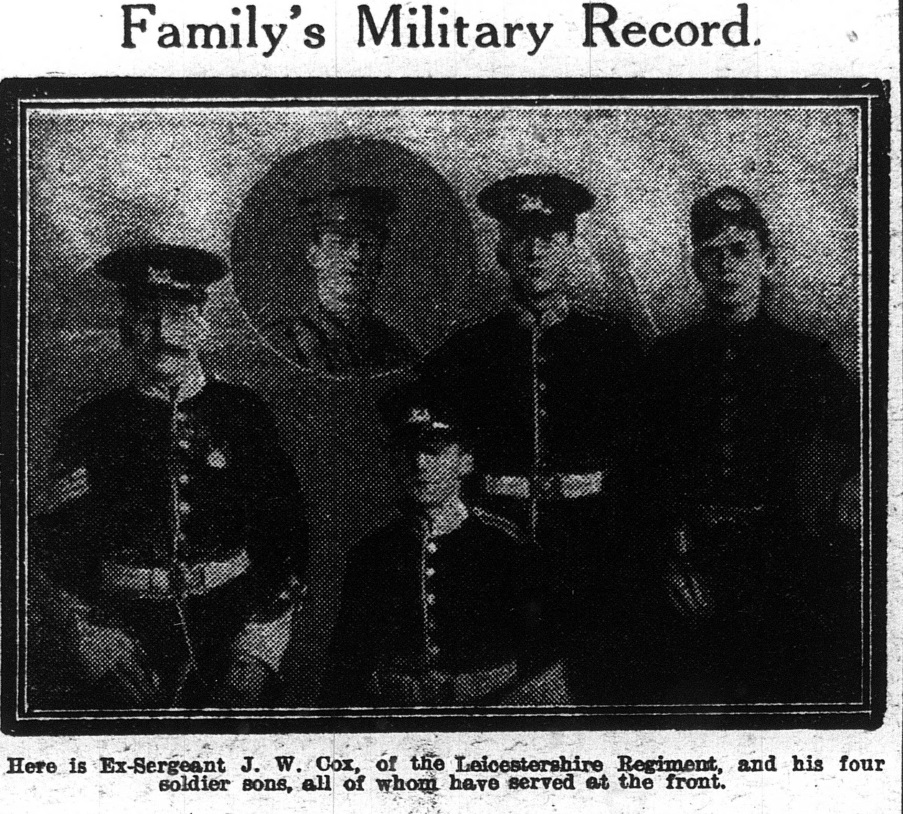 Family's Military Record.
Here is Ex-Sergeant J. W. Cox, of the Leicestershire Regiment, and his four
soldier sons, all of whom have served at the front.